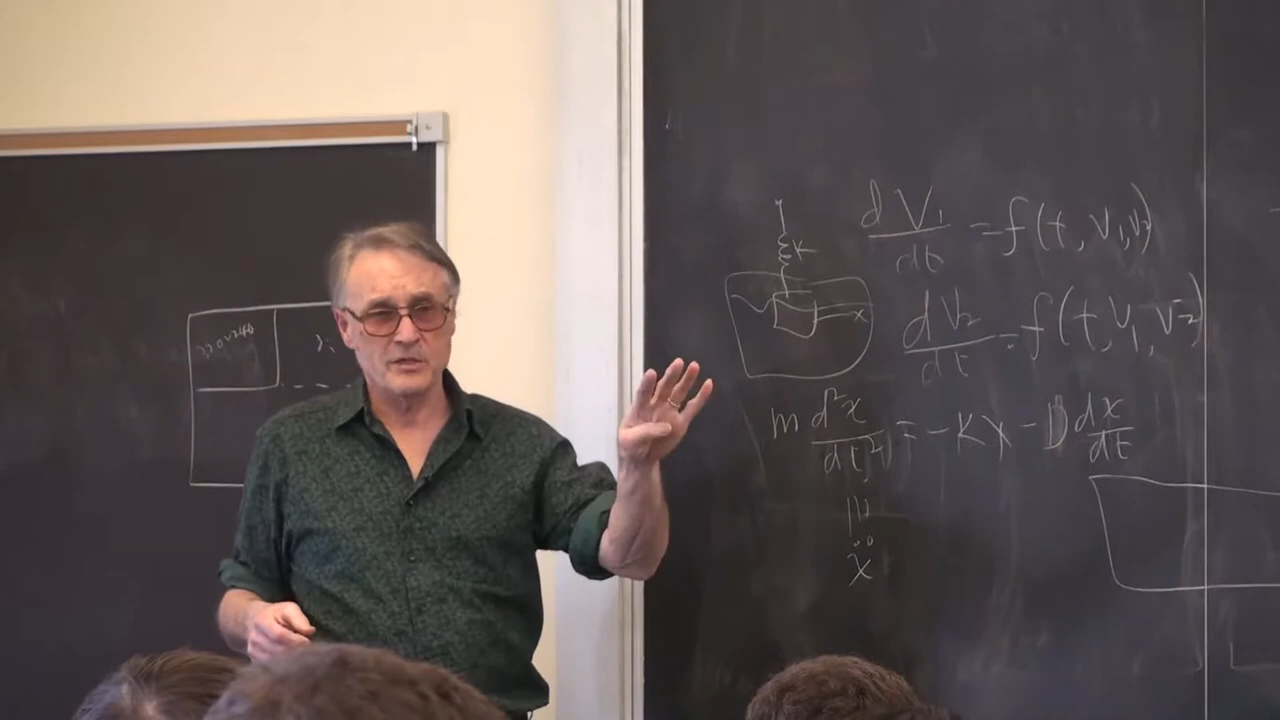 K
x
dV₁/dt = f(t, v₁, v₂)
dV₂/dt = f(t, V₁, V₂)
m d²x/dt² = -Kx - D dx/dt
|||
ẍ